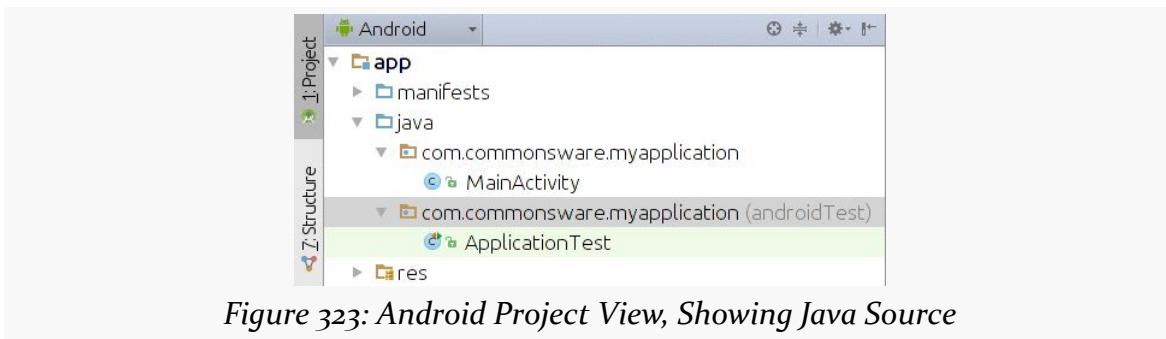 Android
1: Project
app
manifests
java
com.commonsware.myapplication
MainActivity
com.commonsware.myapplication (androidTest)
ApplicationTest
res
7: Structure
Figure 323: Android Project View, Showing Java Source